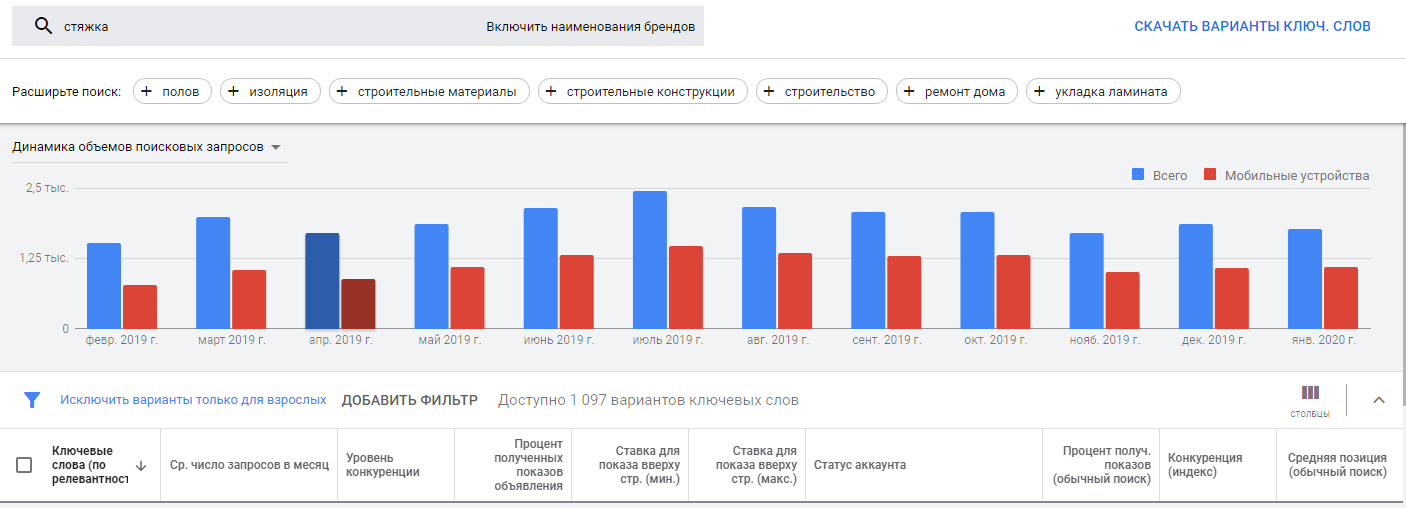 стяжка
Включить наименования брендов
СКАЧАТЬ ВАРИАНТЫ КЛЮЧ. СЛОВ
Расширьте поиск:
+ полов
+ изоляция
+ строительные материалы
+ строительные конструкции
+ строительство
+ ремонт дома
+ укладка ламината
Динамика объемов поисковых запросов
Всего
Мобильные устройства
2,5 тыс.
1,25 тыс.
0
февр. 2019 г.
март 2019 г.
апр. 2019 г.
май 2019 г.
июнь 2019 г.
июль 2019 г.
авг. 2019 г.
сент. 2019 г.
окт. 2019 г.
нояб. 2019 г.
дек. 2019 г.
янв. 2020 г.
Исключить варианты только для взрослых
ДОБАВИТЬ ФИЛЬТР
Доступно 1 097 вариантов ключевых слов
столбцы
Ключевые
слова (по
релевантност
Ср. число запросов в месяц
Уровень
конкуренции
Процент
полученных
показов
объявления
Ставка для
показа вверху
стр. (мин.)
Ставка для
показа вверху
стр. (макс.)
Статус аккаунта
Процент получ.
показов
(обычный поиск)
Конкуренция
(индекс)
Средняя позиция
(обычный поиск)